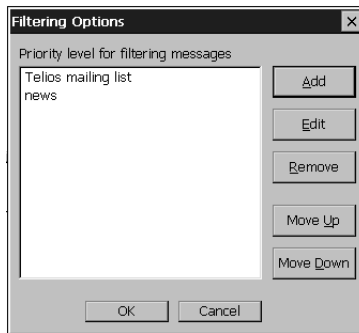 Filtering Options
Priority level for filtering messages
Telios mailing list
news
Add
Edit
Remove
Move Up
Move Down
OK
Cancel